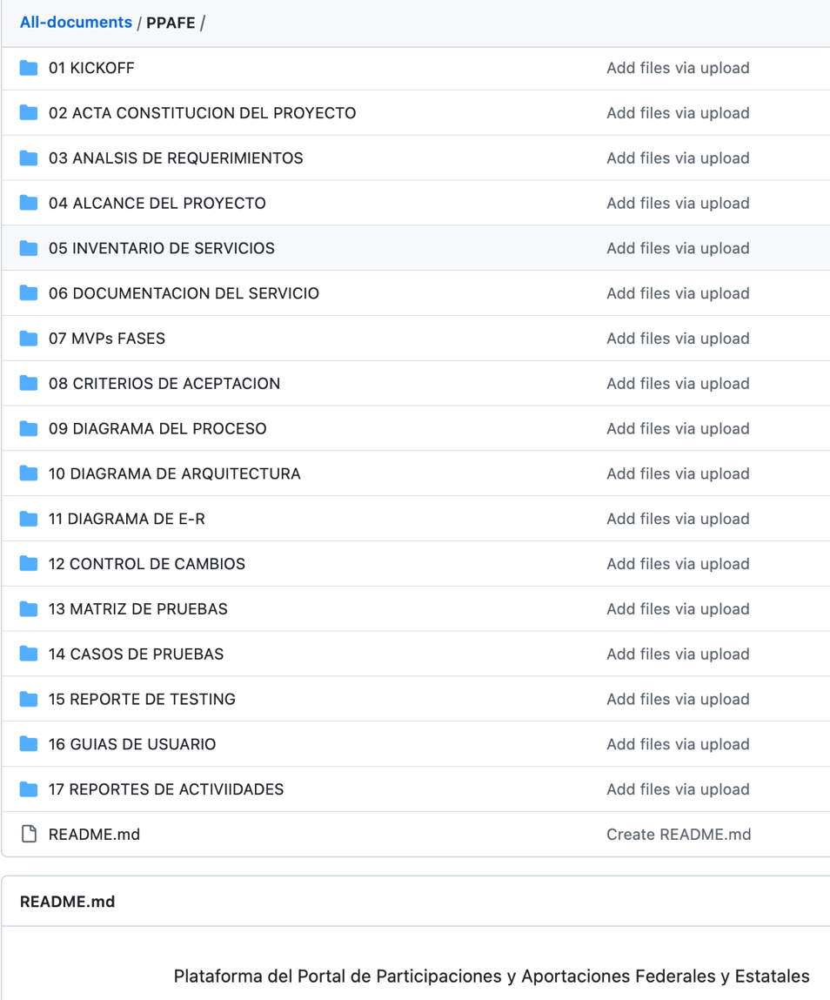 All-documents / PPAFE /
01 KICKOFF Add files via upload
02 ACTA CONSTITUCION DEL PROYECTO Add files via upload
03 ANALSIS DE REQUERIMIENTOS Add files via upload
04 ALCANCE DEL PROYECTO Add files via upload
05 INVENTARIO DE SERVICIOS Add files via upload
06 DOCUMENTACION DEL SERVICIO Add files via upload
07 MVPs FASES Add files via upload
08 CRITERIOS DE ACEPTACION Add files via upload
09 DIAGRAMA DEL PROCESO Add files via upload
10 DIAGRAMA DE ARQUITECTURA Add files via upload
11 DIAGRAMA DE E-R Add files via upload
12 CONTROL DE CAMBIOS Add files via upload
13 MATRIZ DE PRUEBAS Add files via upload
14 CASOS DE PRUEBAS Add files via upload
15 REPORTE DE TESTING Add files via upload
16 GUIAS DE USUARIO Add files via upload
17 REPORTES DE ACTIVIIDADES Add files via upload
README.md Create README.md
README.md
Plataforma del Portal de Participaciones y Aportaciones Federales y Estatales